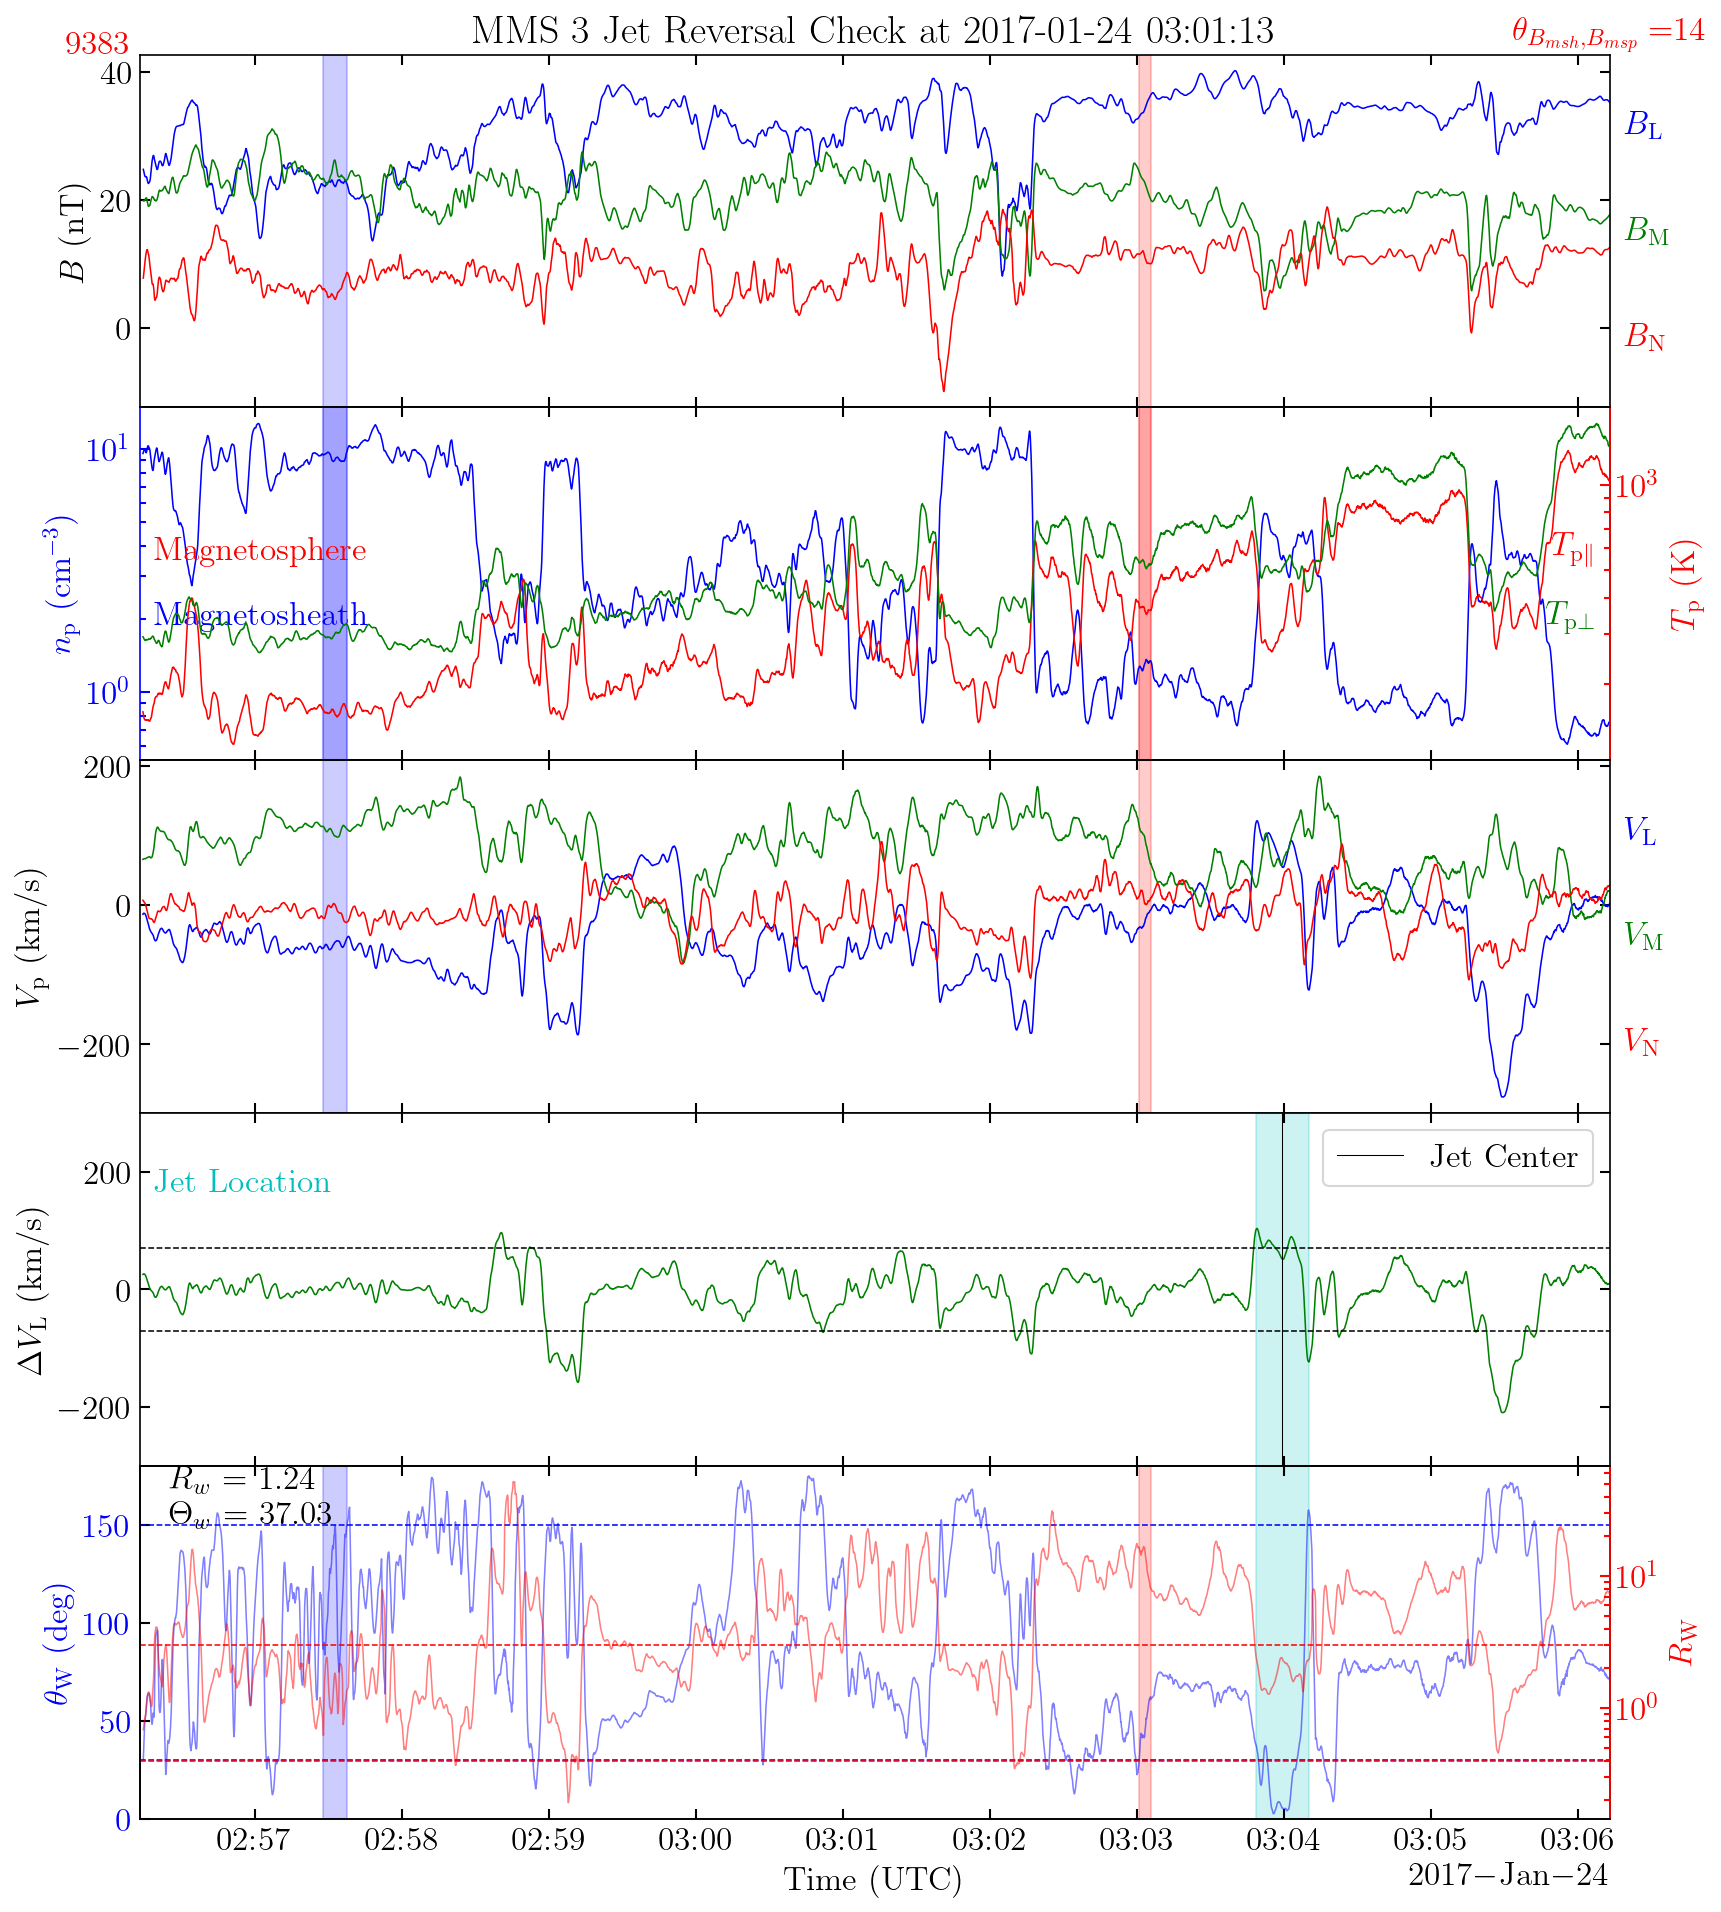 MMS 3 Jet Reversal Check at 2017-01-24 03:01:13
9383
θ_{B_{msh},B_{msp}} =14
40
20
0
B (nT)
B_L
B_M
B_N
10^1
10^0
n_p (cm^{−3})
Magnetosphere
Magnetosheath
10^3
T_{p∥}
T_{p⊥}
T_p (K)
200
0
−200
V_p (km/s)
V_L
V_M
V_N
200
0
−200
ΔV_L (km/s)
Jet Location
Jet Center
R_w = 1.24
Θ_w = 37.03
150
100
50
0
θ_W (deg)
10^1
10^0
R_W
02:57 02:58 02:59 03:00 03:01 03:02 03:03 03:04 03:05 03:06
Time (UTC)
2017−Jan−24